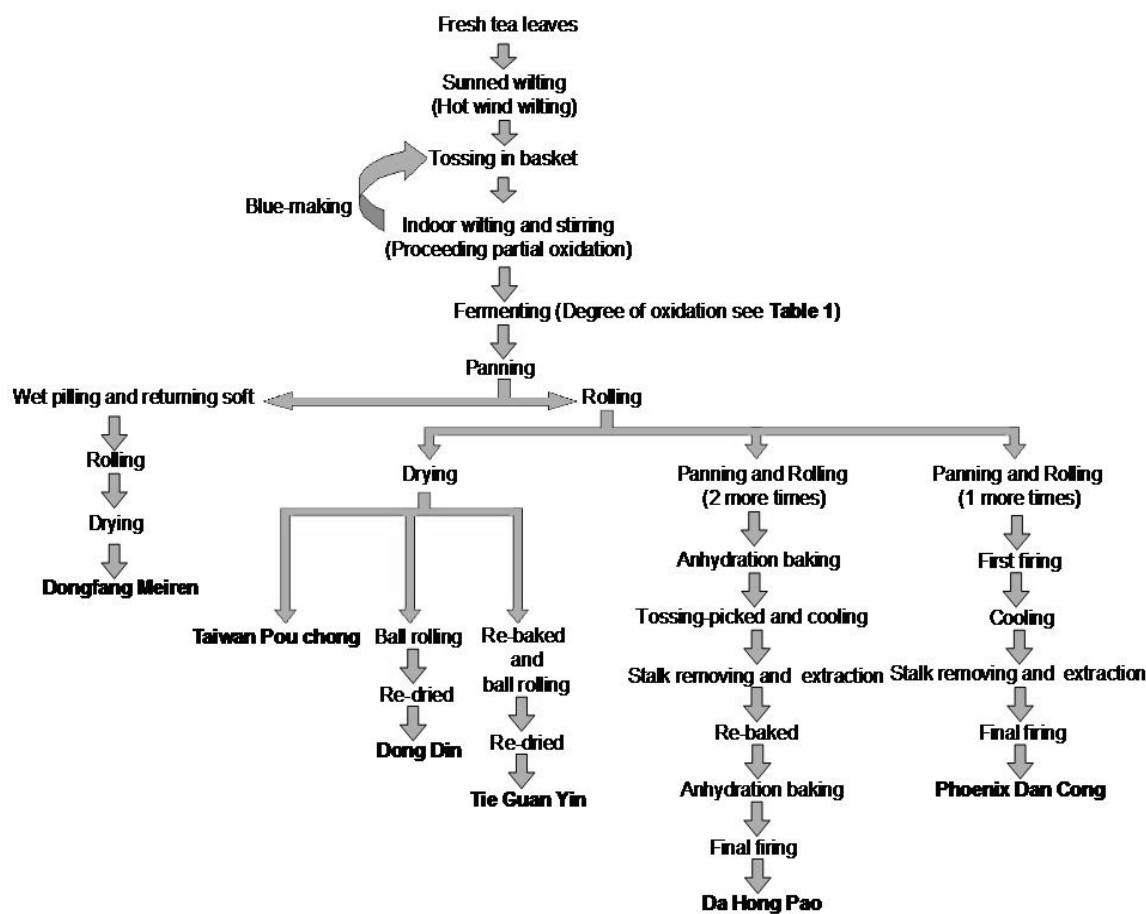 Fresh tea leaves
Sunned wilting
(Hot wind wilting)
Tossing in basket
Blue-making
Indoor wilting and stirring
(Proceeding partial oxidation)
Fermenting (Degree of oxidation see Table 1)
Panning
Wet pilling and returning soft
Rolling
Drying
Dongfang Meiren
Rolling
Drying
Taiwan Pou chong
Ball rolling
Re-dried
Dong Din
Re-baked
and
ball rolling
Re-dried
Tie Guan Yin
Panning and Rolling
(2 more times)
Anhydration baking
Tossing-picked and cooling
Stalk removing and extraction
Re-baked
Anhydration baking
Final firing
Da Hong Pao
Panning and Rolling
(1 more times)
First firing
Cooling
Stalk removing and extraction
Final firing
Phoenix Dan Cong